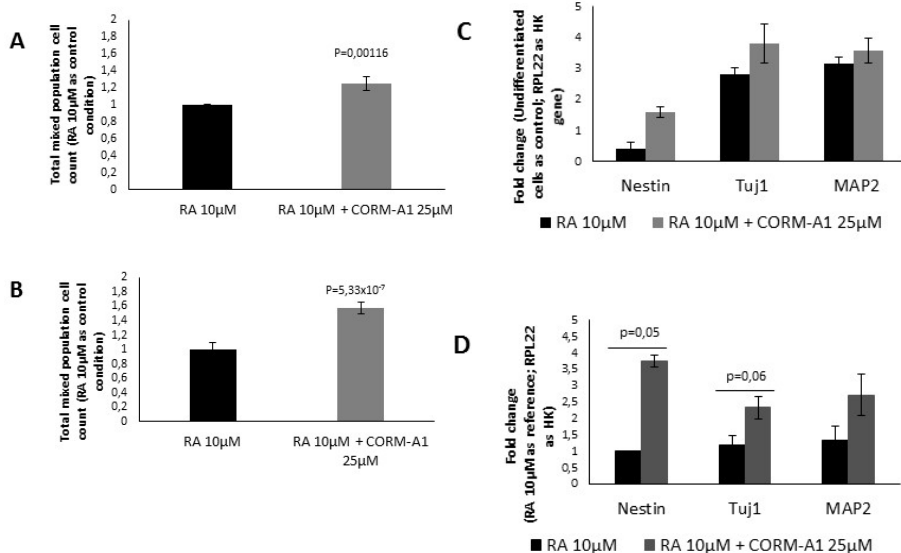 A
Total mixed population cell
count (RA 10µM as control
condition)
2
1,8
1,6
1,4
1,2
1
0,8
0,6
0,4
0,2
0
P=0,00116
RA 10µM
RA 10µM + CORM-A1 25µM
B
Total mixed population cell
count (RA 10µM as control
condition)
2
1,8
1,6
1,4
1,2
1
0,8
0,6
0,4
0,2
0
P=5,33x10⁻⁷
RA 10µM
RA 10µM + CORM-A1
25µM
C
Fold change (Undifferentiated
cells as control; RPL22 as HK
gene)
5
4
3
2
1
0
Nestin
Tuj1
MAP2
RA 10µM
RA 10µM + CORM-A1 25µM
D
Fold change
(RA 10µM as reference; RPL22
as HK)
5
4,5
4
3,5
3
2,5
2
1,5
1
0,5
0
p=0,05
p=0,06
Nestin
Tuj1
MAP2
RA 10µM
RA 10µM + CORM-A1 25µM